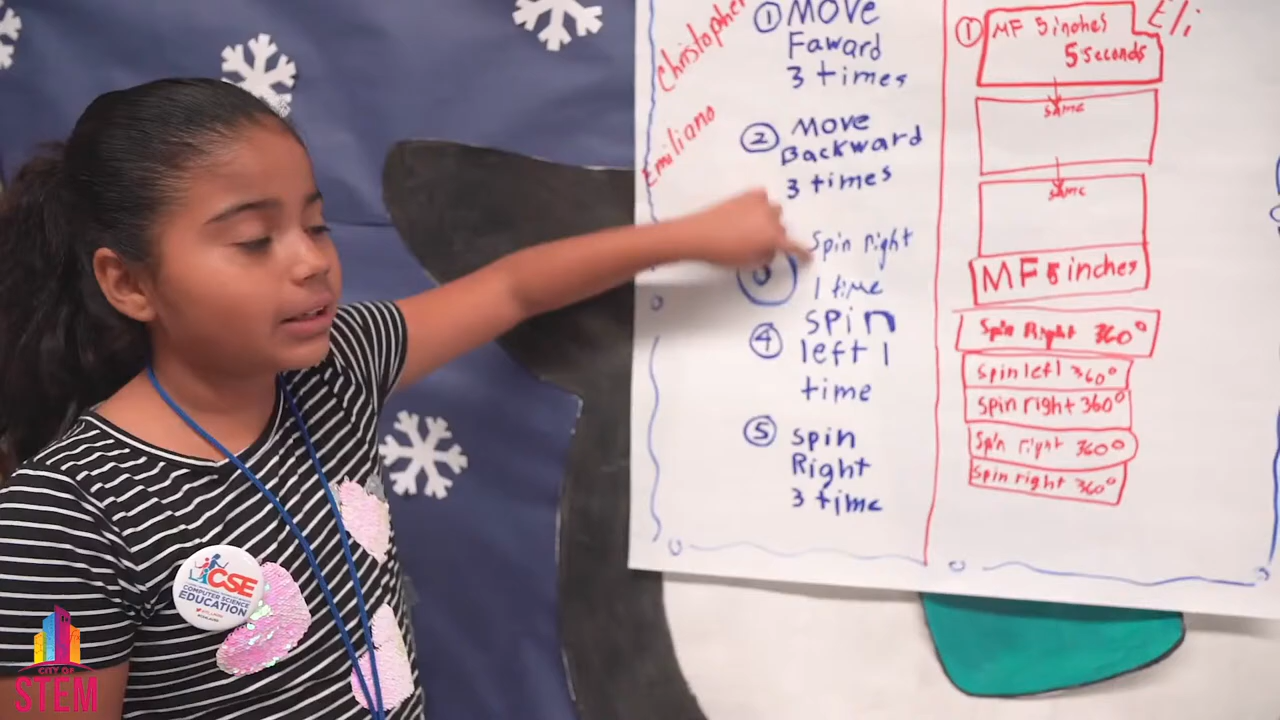 Christopher
Emiliano
① MOVE
Faward
3 times
② Move
Backward
3 times
3 Spin right
1 time
④ spin
left 1
time
⑤ spin
Right
3 time
Eli
① MF 5 inches
5 seconds
same
same
MF 5 inches
Spin Right 360°
Spin left 360°
Spin right 360°
Spin right 360°
Spin right 360°
CSE
COMPUTER SCIENCE
EDUCATION
CITY OF
STEM